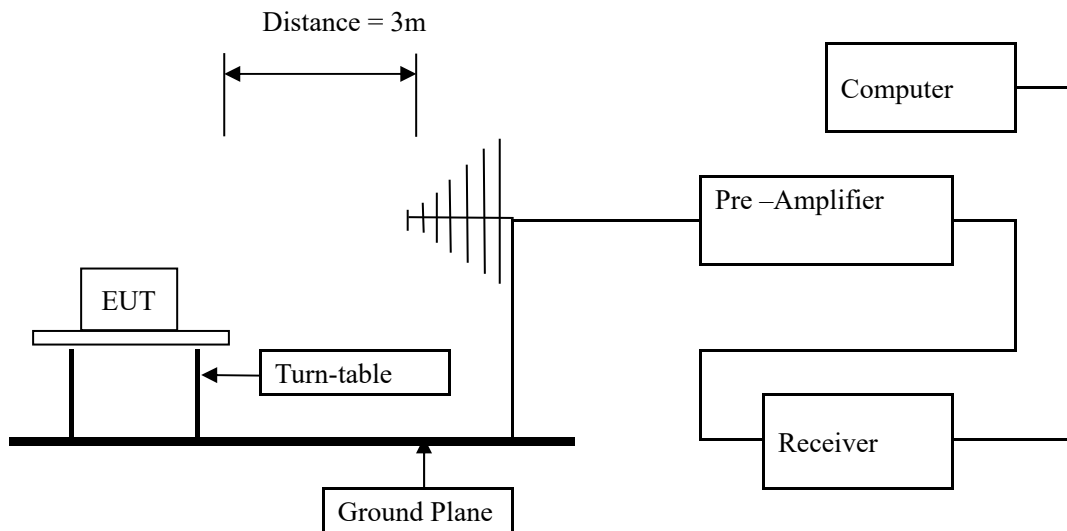 Distance = 3m
Computer
Pre –Amplifier
EUT
Turn-table
Receiver
Ground Plane